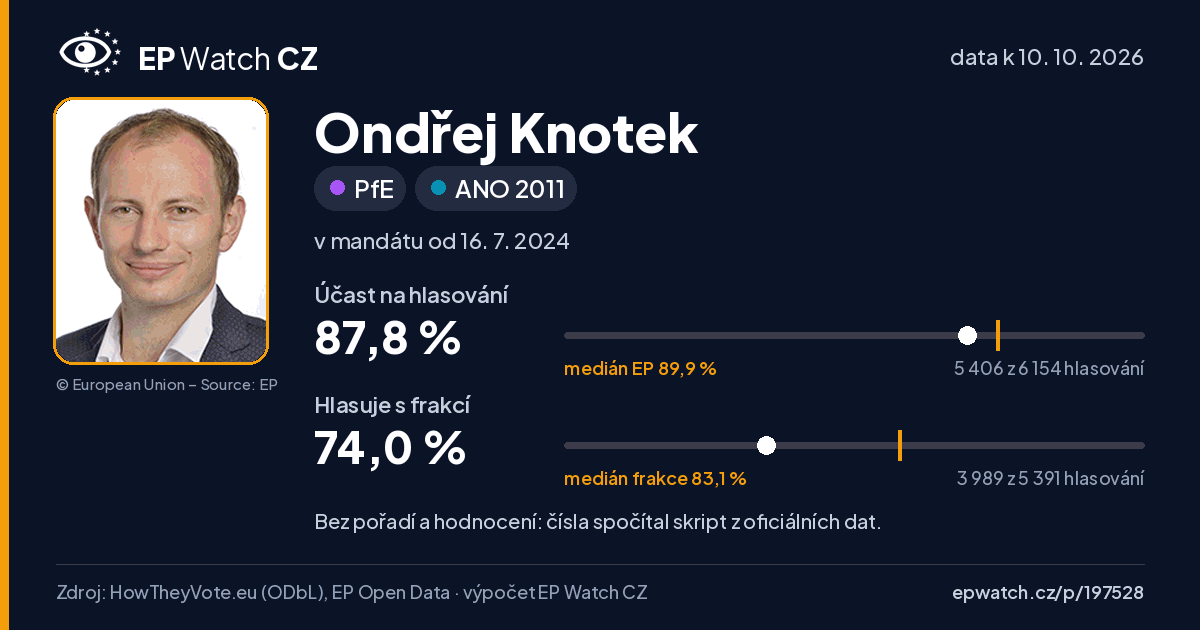 EP Watch CZ
data k 10. 10. 2026
Ondřej Knotek
PfE
ANO 2011
v mandátu od 16. 7. 2024
Účast na hlasování
87,8 %
medián EP 89,9 %
5 406 z 6 154 hlasování
© European Union – Source: EP
Hlasuje s frakcí
74,0 %
medián frakce 83,1 %
3 989 z 5 391 hlasování
Bez pořadí a hodnocení: čísla spočítal skript z oficiálních dat.
Zdroj: HowTheyVote.eu (ODbL), EP Open Data · výpočet EP Watch CZ
epwatch.cz/p/197528